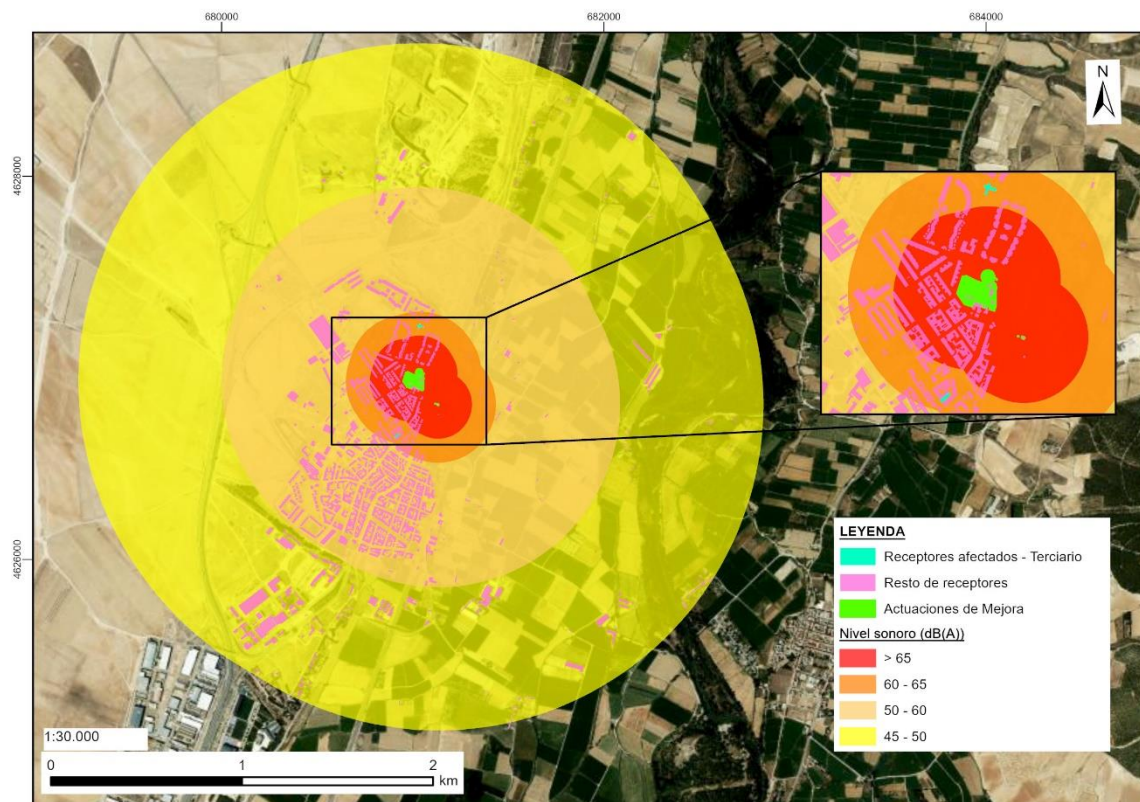 680000
682000
684000
4628000
4626000
N
LEYENDA
Receptores afectados - Terciario
Resto de receptores
Actuaciones de Mejora
Nivel sonoro (dB(A))
> 65
60 - 65
50 - 60
45 - 50
1:30.000
0 1 2
km